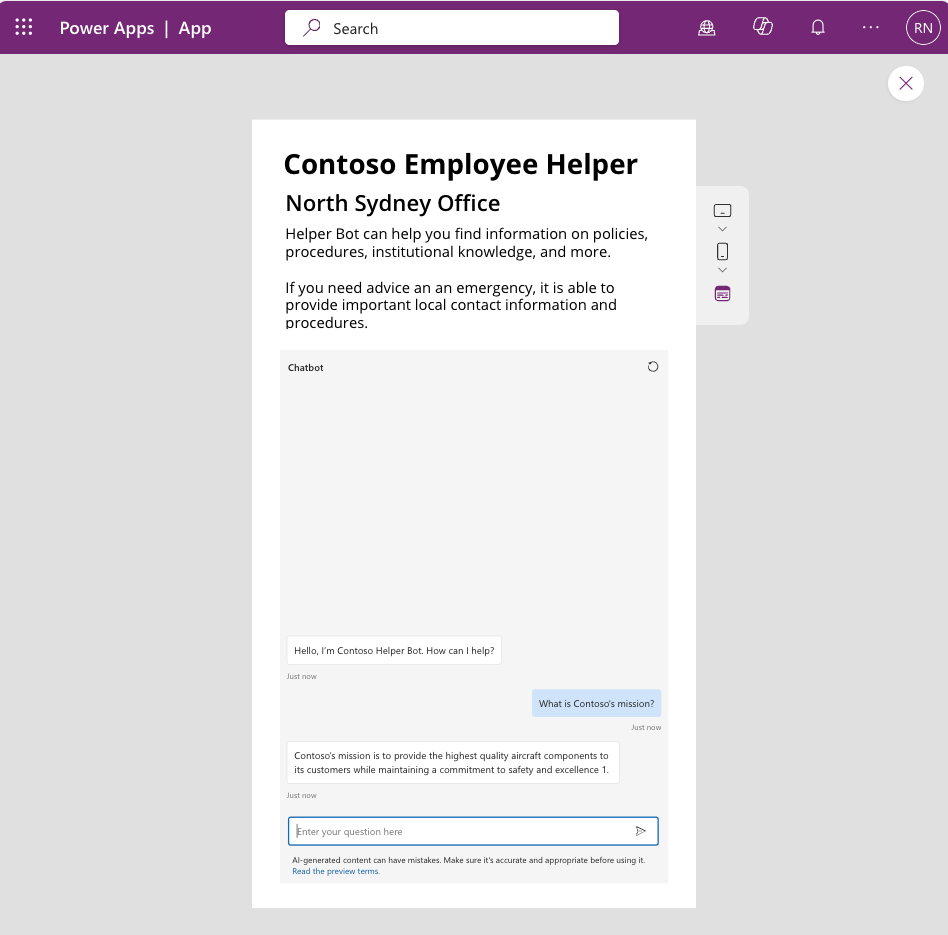 Power Apps | App
Search
RN
Contoso Employee Helper
North Sydney Office
Helper Bot can help you find information on policies,
procedures, institutional knowledge, and more.
If you need advice an an emergency, it is able to
provide important local contact information and
procedures.
Chatbot
Hello, I'm Contoso Helper Bot. How can I help?
Just now
What is Contoso's mission?
Just now
Contoso's mission is to provide the highest quality aircraft components to
its customers while maintaining a commitment to safety and excellence 1.
Just now
Enter your question here
AI-generated content can have mistakes. Make sure it's accurate and appropriate before using it.
Read the preview terms.